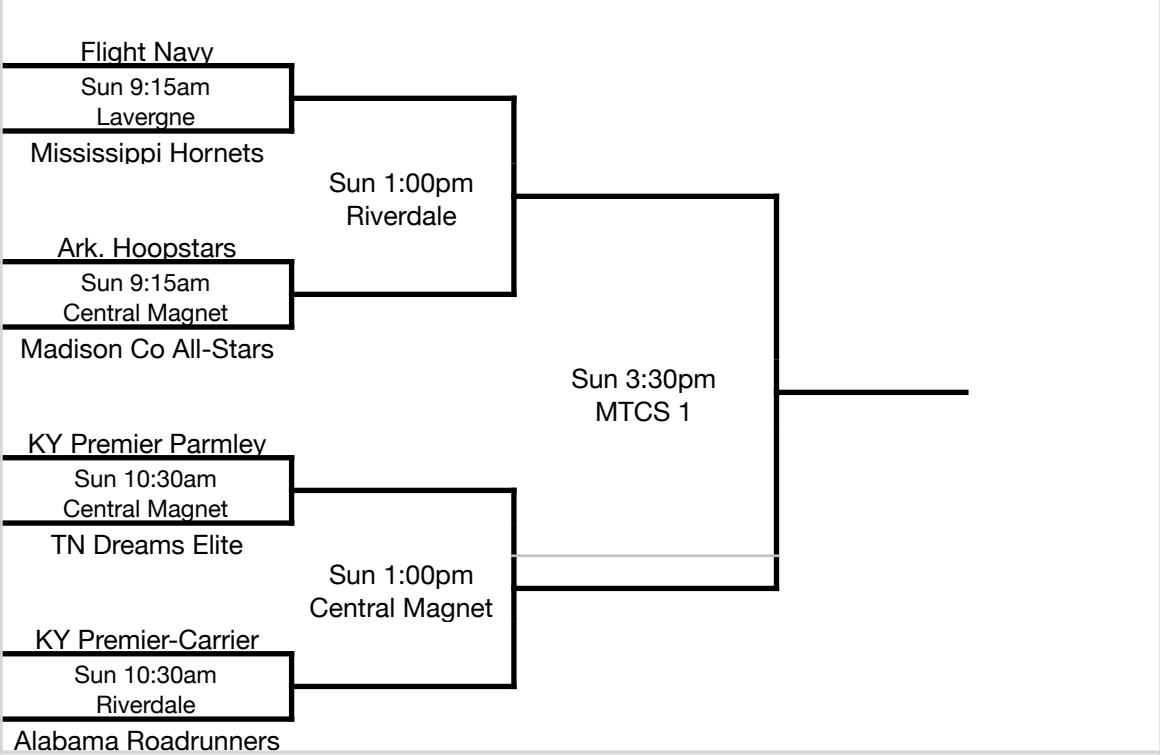 Flight Navy
Sun 9:15am
Lavergne
Mississippi Hornets
Sun 1:00pm
Riverdale
Ark. Hoopstars
Sun 9:15am
Central Magnet
Madison Co All-Stars
Sun 3:30pm
MTCS 1
KY Premier Parmley
Sun 10:30am
Central Magnet
TN Dreams Elite
Sun 1:00pm
Central Magnet
KY Premier-Carrier
Sun 10:30am
Riverdale
Alabama Roadrunners